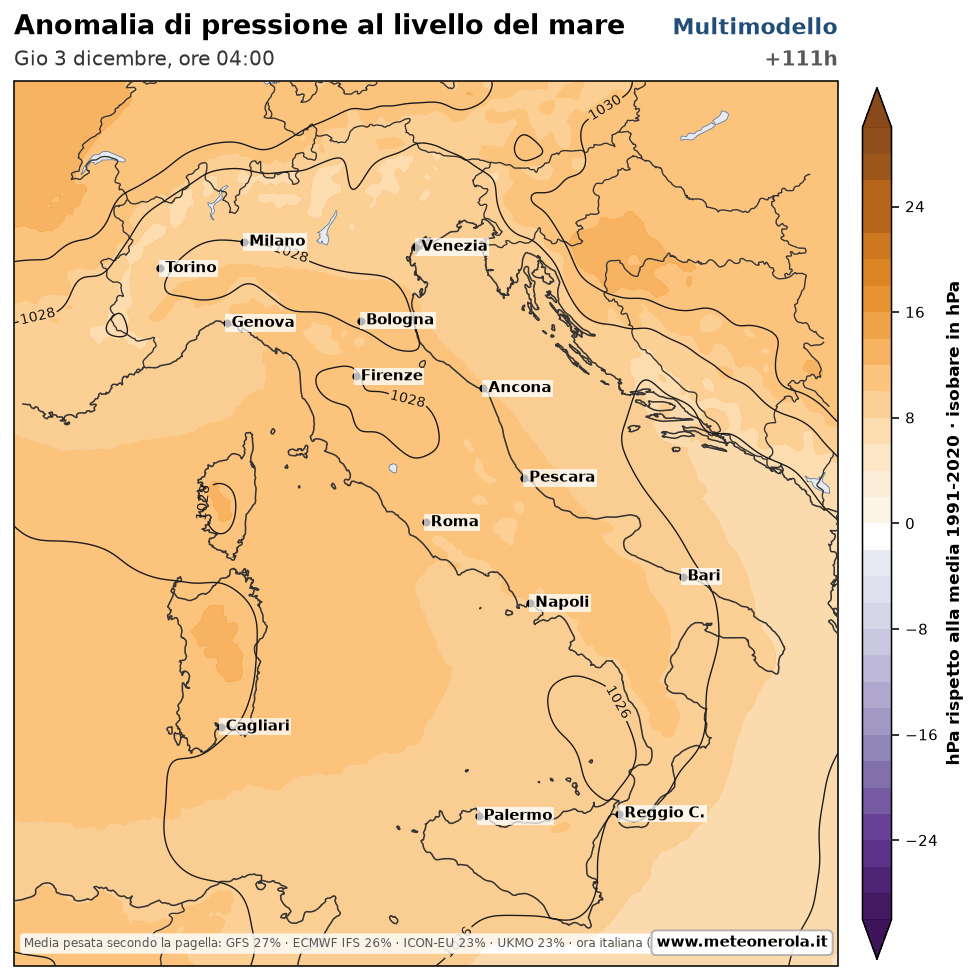 Anomalia di pressione al livello del mare
Multimodello
Gio 3 dicembre, ore 04:00
+111h
1030
Milano
1028
Venezia
Torino
1028
Genova
Bologna
Firenze
1028
Ancona
Pescara
1028
Roma
Bari
Napoli
1026
Cagliari
Palermo
Reggio C.
Media pesata secondo la pagella: GFS 27% · ECMWF IFS 26% · ICON-EU 23% · UKMO 23% · ora italiana (
www.meteonerola.it
24
16
8
0
−8
−16
−24
hPa rispetto alla media 1991-2020 · isobare in hPa